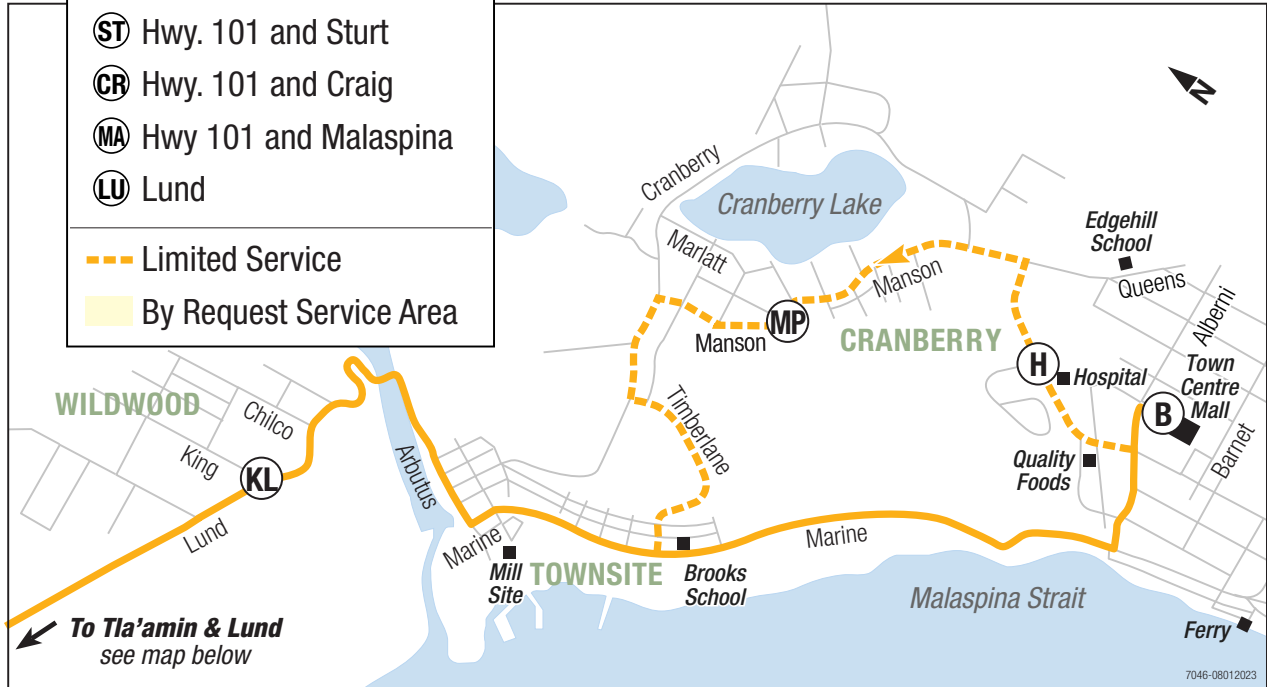 ST Hwy. 101 and Sturt
CR Hwy. 101 and Craig
MA Hwy 101 and Malaspina
LU Lund
Limited Service
By Request Service Area
N
Cranberry
Cranberry Lake
Marlatt
Edgehill
School
Queens
Alberni
Manson
MP
Manson
CRANBERRY
H
Hospital
Town
Centre
Mall
B
Barnet
WILDWOOD
Chilco
King
KL
Lund
Arbutus
Timberlane
Quality
Foods
Marine
Mill
Site
TOWNSITE
Brooks
School
Marine
Malaspina Strait
Ferry
To Tla'amin & Lund
see map below
7046-08012023